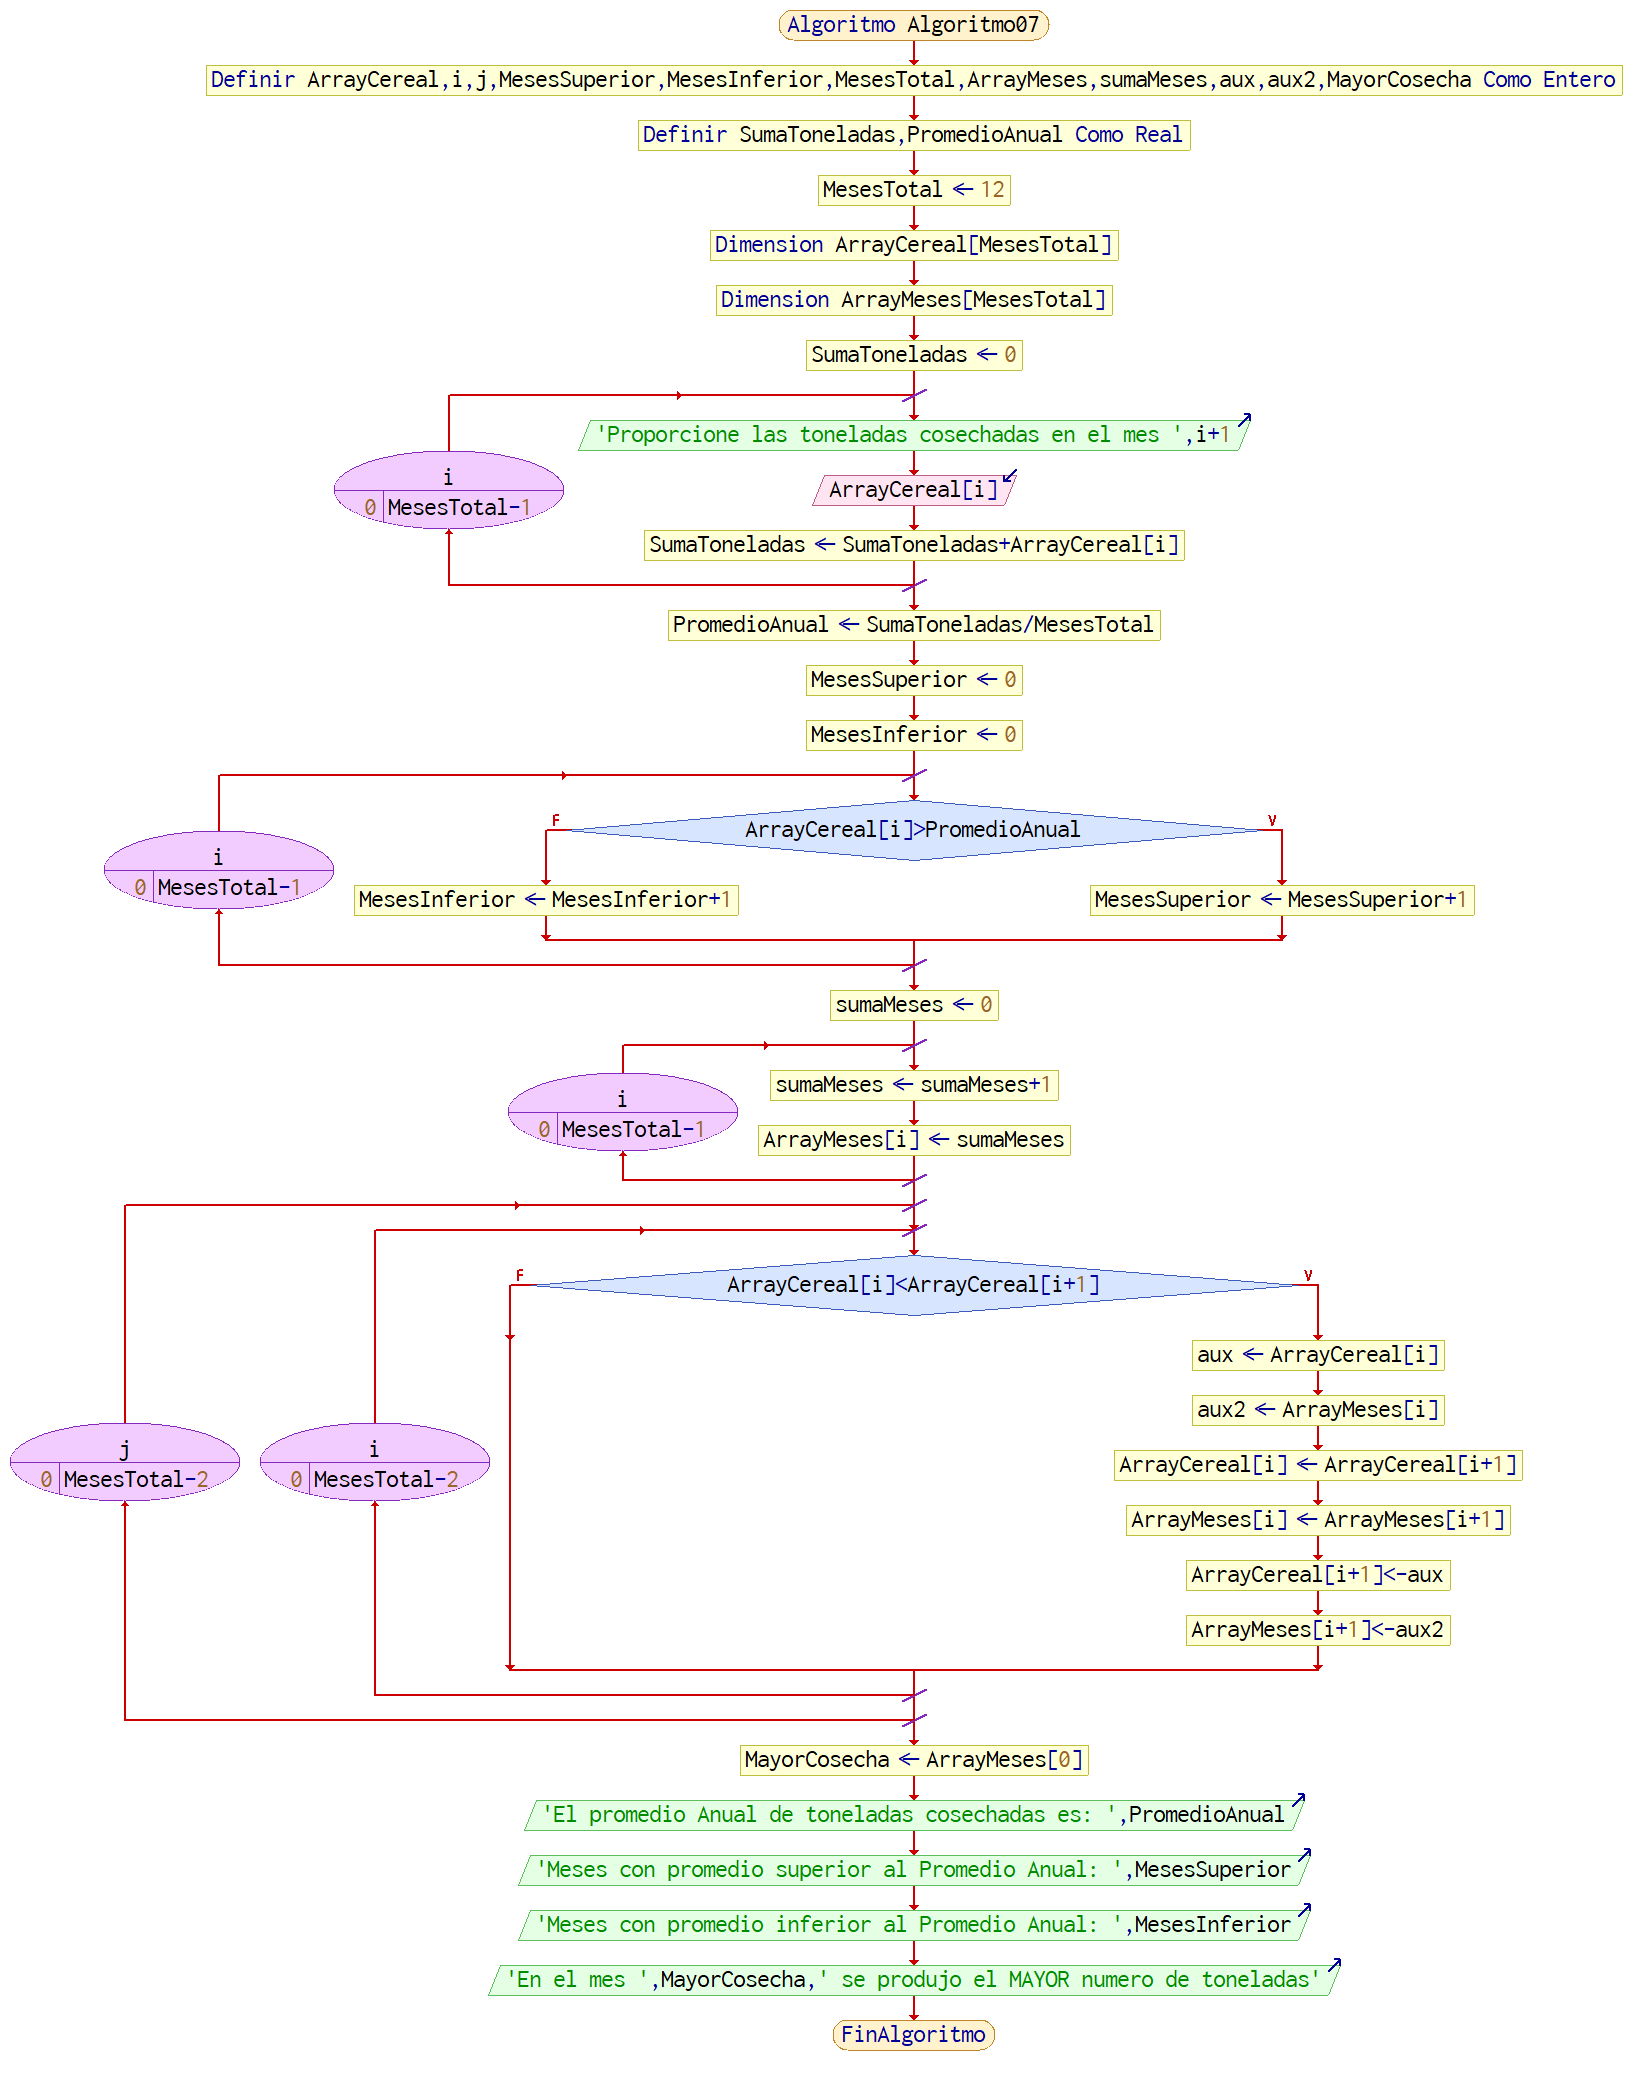 Algoritmo Algoritmo07
Definir ArrayCereal,i,j,MesesSuperior,MesesInferior,MesesTotal,ArrayMeses,sumaMeses,aux,aux2,MayorCosecha Como Entero
Definir SumaToneladas,PromedioAnual Como Real
MesesTotal ← 12
Dimension ArrayCereal[MesesTotal]
Dimension ArrayMeses[MesesTotal]
SumaToneladas ← 0
'Proporcione las toneladas cosechadas en el mes ',i+1
i
0 MesesTotal-1
ArrayCereal[i]
SumaToneladas ← SumaToneladas+ArrayCereal[i]
PromedioAnual ← SumaToneladas/MesesTotal
MesesSuperior ← 0
MesesInferior ← 0
F
V
ArrayCereal[i]>PromedioAnual
i
0 MesesTotal-1
MesesInferior ← MesesInferior+1
MesesSuperior ← MesesSuperior+1
sumaMeses ← 0
sumaMeses ← sumaMeses+1
i
0 MesesTotal-1
ArrayMeses[i] ← sumaMeses
F
V
ArrayCereal[i]<ArrayCereal[i+1]
aux ← ArrayCereal[i]
aux2 ← ArrayMeses[i]
j
0 MesesTotal-2
i
0 MesesTotal-2
ArrayCereal[i] ← ArrayCereal[i+1]
ArrayMeses[i] ← ArrayMeses[i+1]
ArrayCereal[i+1]<-aux
ArrayMeses[i+1]<-aux2
MayorCosecha ← ArrayMeses[0]
'El promedio Anual de toneladas cosechadas es: ',PromedioAnual
'Meses con promedio superior al Promedio Anual: ',MesesSuperior
'Meses con promedio inferior al Promedio Anual: ',MesesInferior
'En el mes ',MayorCosecha,' se produjo el MAYOR numero de toneladas'
FinAlgoritmo